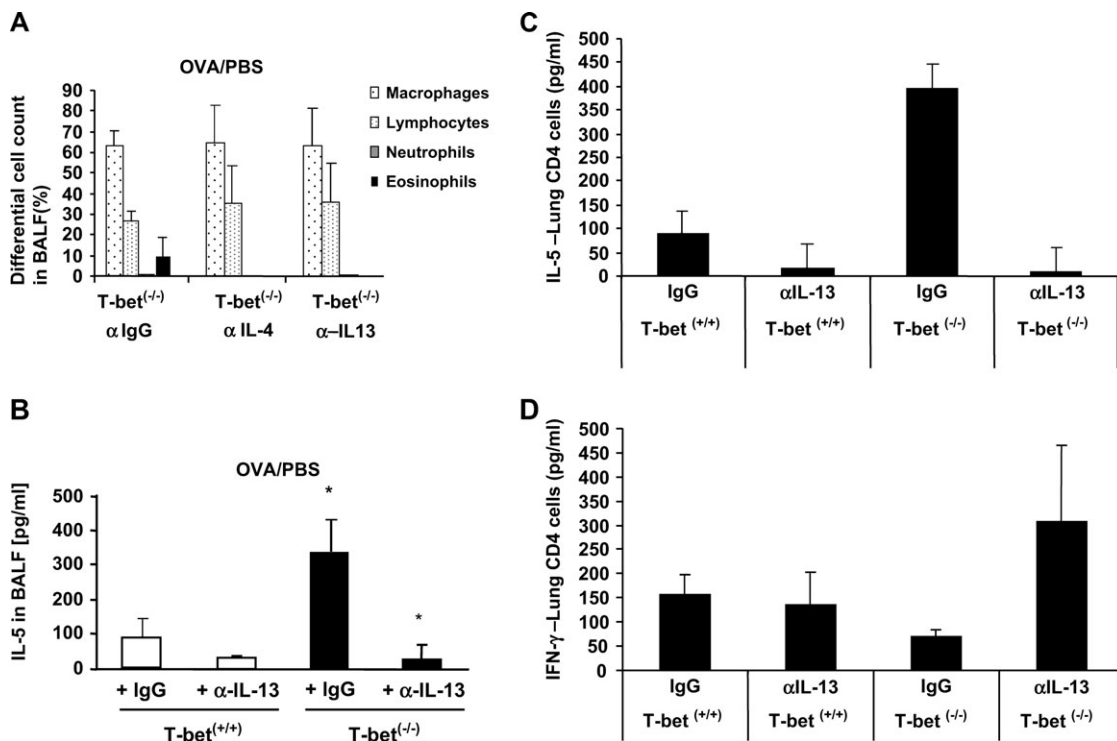 A
OVA/PBS
Differential cell count
in BALF(%)
90
80
70
60
50
40
30
20
10
0
Macrophages
Lymphocytes
Neutrophils
Eosinophils
T-bet(-/-) T-bet(-/-) T-bet(-/-)
α IgG α IL-4 α–IL13
B
OVA/PBS
IL-5 in BALF [pg/ml]
500
400
300
200
100
0
* *
+ IgG + α-IL-13 + IgG + α-IL-13
T-bet(+/+) T-bet(-/-)
C
IL-5 –Lung CD4 cells (pg/ml)
500
450
400
350
300
250
200
150
100
50
0
IgG αIL-13 IgG αIL-13
T-bet (+/+) T-bet (+/+) T-bet (-/-) T-bet (-/-)
D
IFN-γ –Lung CD4 cells (pg/ml)
500
450
400
350
300
250
200
150
100
50
0
IgG αIL-13 IgG αIL-13
T-bet (+/+) T-bet (+/+) T-bet (-/-) T-bet (-/-)